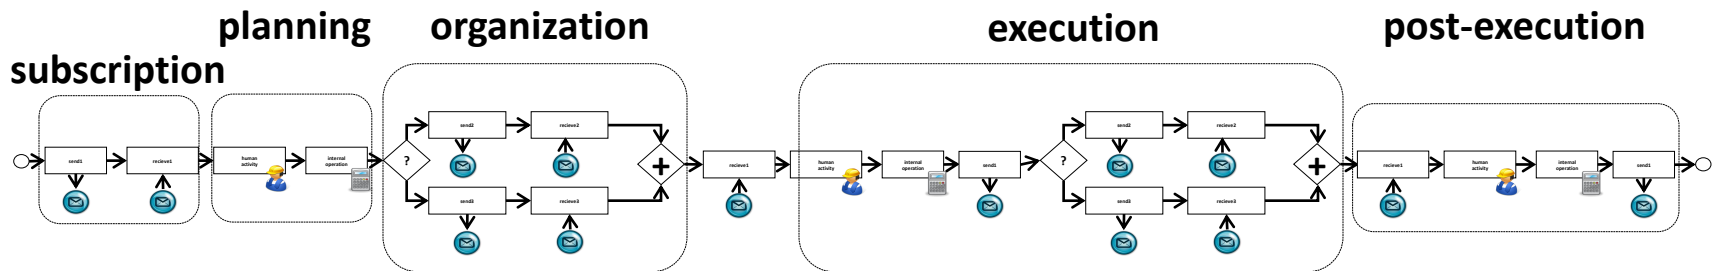 planning
organization
execution
post-execution
subscription
send1
recieve1
human
activity
internal
operation
?
send2
recieve2
send3
recieve3
+
recieve1
human
activity
internal
operation
send1
?
send2
recieve2
send3
recieve3
+
recieve1
human
activity
internal
operation
send1